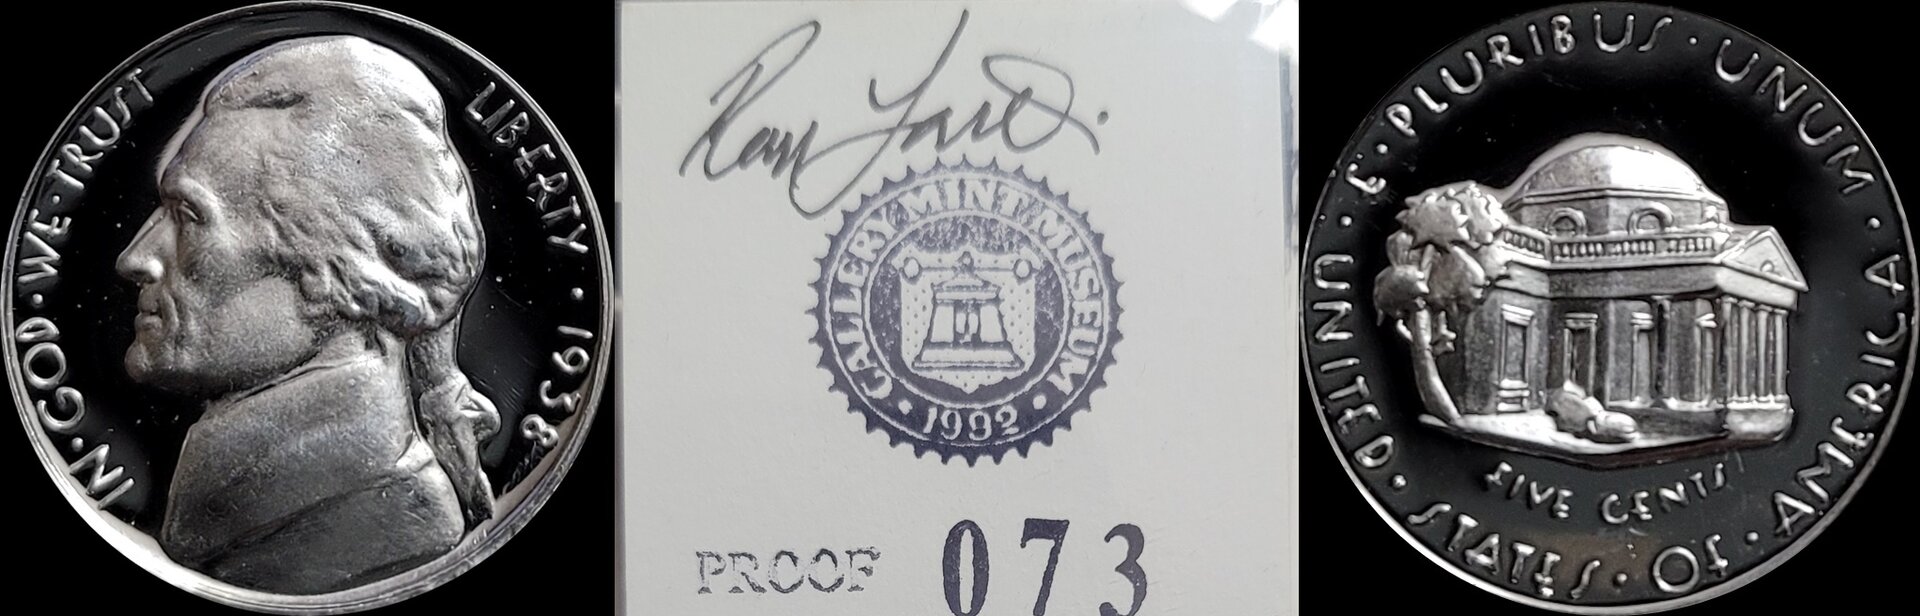 IN·GOD·WE·TRUST
LIBERTY · 1938
GALLERY MINT MUSEUM
· 1992 ·
PROOF 073
E · PLURIBUS · UNUM ·
UNITED · STATES · OF · AMERICA
FIVE CENTS